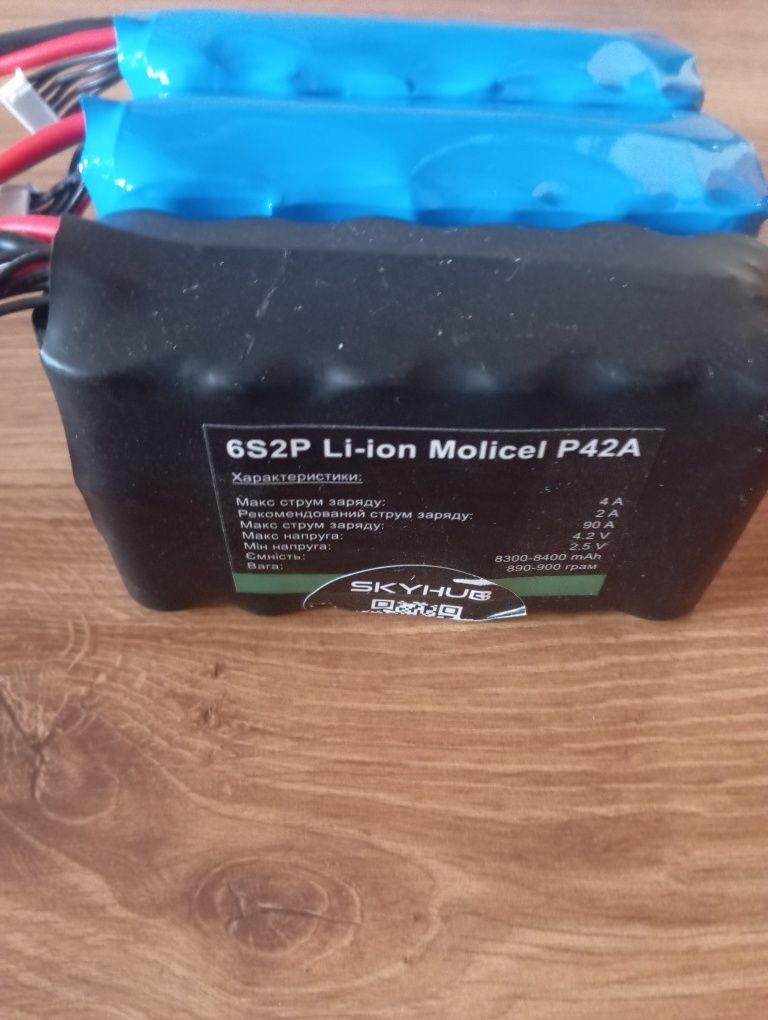 6S2P Li-ion Molicel P42A
Характеристики:
Макс струм заряду: 4 A
Рекомендований струм заряду: 2 A
Макс струм заряду: 90 A
Макс напруга: 4.2 V
Мін напруга: 2.5 V
Ємність: 8300-8400 mAh
Вага: 890-900 грам
SKYHUB